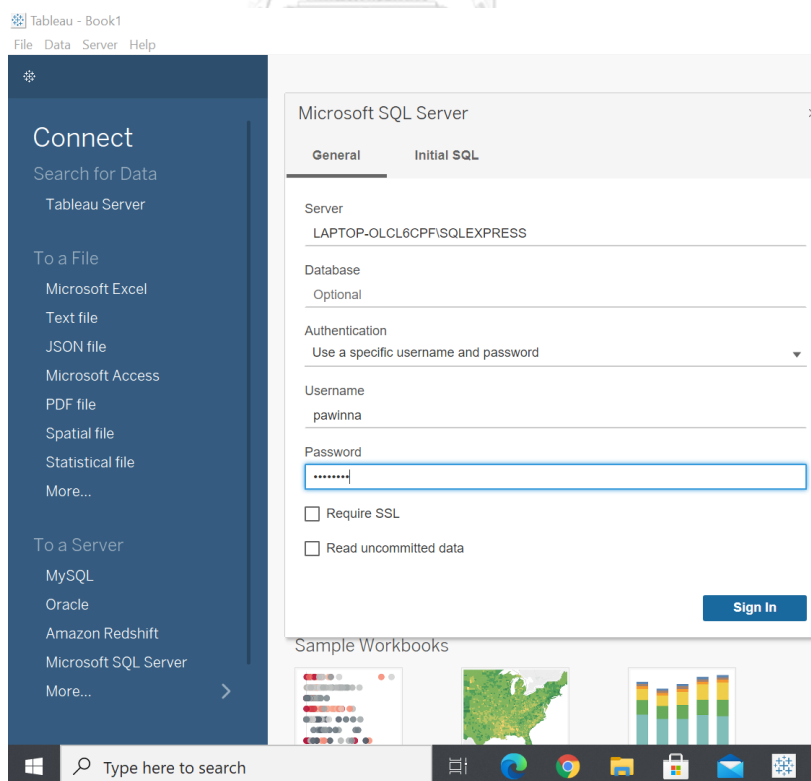 Tableau - Book1
File Data Server Help
Connect
Search for Data
Tableau Server
To a File
Microsoft Excel
Text file
JSON file
Microsoft Access
PDF file
Spatial file
Statistical file
More...
To a Server
MySQL
Oracle
Amazon Redshift
Microsoft SQL Server
More...
Microsoft SQL Server
General Initial SQL
Server
LAPTOP-OLCL6CPF\SQLEXPRESS
Database
Optional
Authentication
Use a specific username and password
Username
pawinna
Password
••••••••
Require SSL
Read uncommitted data
Sign In
Sample Workbooks
Type here to search